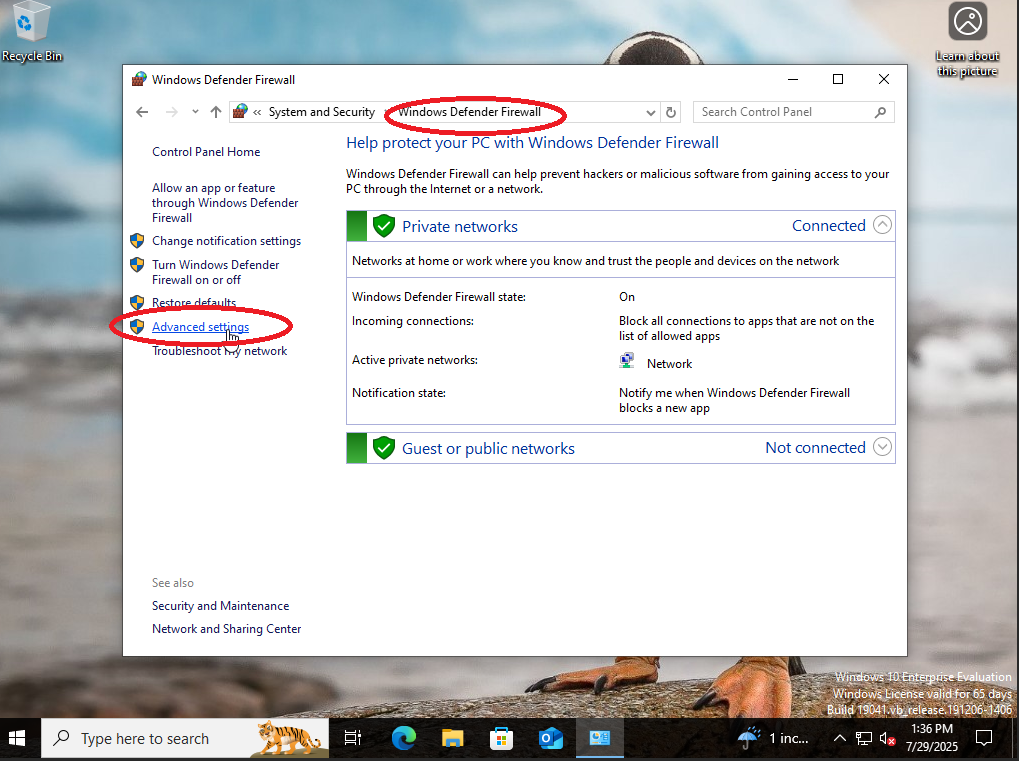 Recycle Bin
Learn about
this picture
Windows Defender Firewall
« System and Security
Windows Defender Firewall
Search Control Panel
Control Panel Home
Allow an app or feature
through Windows Defender
Firewall
Change notification settings
Turn Windows Defender
Firewall on or off
Restore defaults
Advanced settings
Troubleshoot my network
See also
Security and Maintenance
Network and Sharing Center
Help protect your PC with Windows Defender Firewall
Windows Defender Firewall can help prevent hackers or malicious software from gaining access to your
PC through the Internet or a network.
Private networks
Connected
Networks at home or work where you know and trust the people and devices on the network
Windows Defender Firewall state:
On
Incoming connections:
Block all connections to apps that are not on the
list of allowed apps
Active private networks:
Network
Notification state:
Notify me when Windows Defender Firewall
blocks a new app
Guest or public networks
Not connected
Windows 10 Enterprise Evaluation
Windows License valid for 65 days
Build 19041.vb_release.191206-1406
Type here to search
1 inc...
1:36 PM
7/29/2025